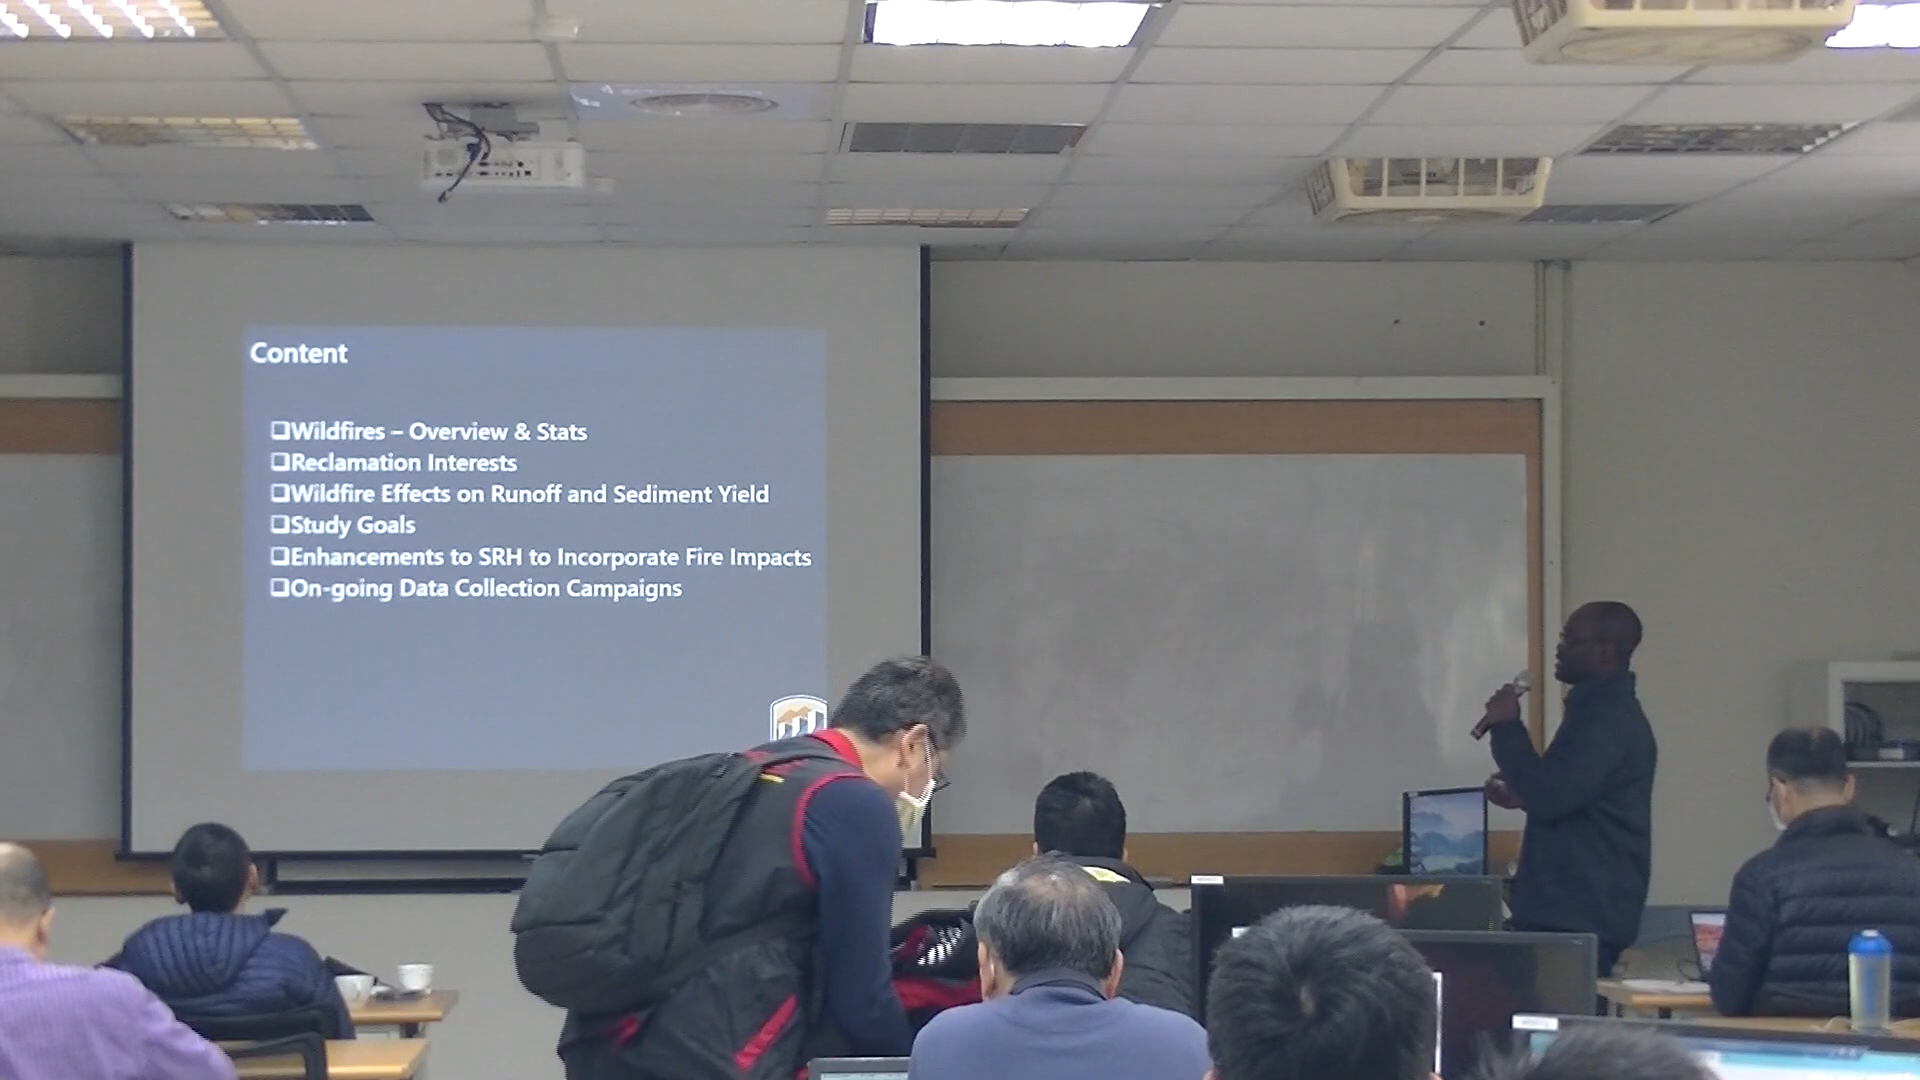 Content
❑Wildfires – Overview & Stats
❑Reclamation Interests
❑Wildfire Effects on Runoff and Sediment Yield
❑Study Goals
❑Enhancements to SRH to Incorporate Fire Impacts
❑On-going Data Collection Campaigns